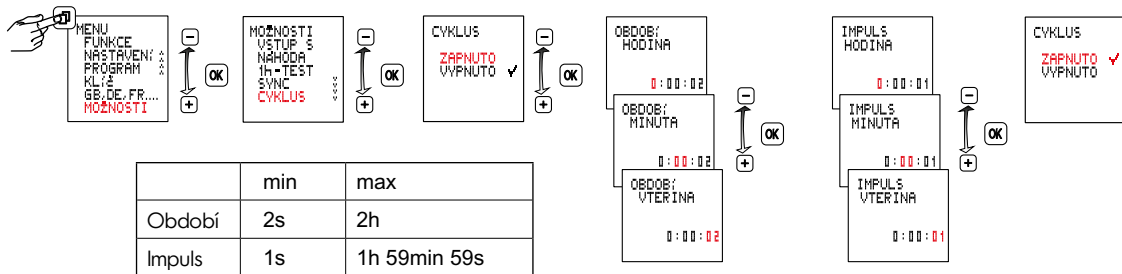 MENU
FUNKCE
NASTAVENÍ
PROGRAM
KLÍČ
GB,DE,FR....
MOŽNOSTI
−
+
OK
MOŽNOSTI
VSTUP S
NÁHODA
1h-TEST
SYNC
CYKLUS
−
+
OK
CYKLUS
ZAPNUTO
VYPNUTO ✓
−
+
OK
OBDOBÍ
HODINA
0:00:02
OBDOBÍ
MINUTA
0:00:02
OBDOBÍ
VTERINA
0:00:02
−
+
OK
IMPULS
HODINA
0:00:01
IMPULS
MINUTA
0:00:01
IMPULS
VTERINA
0:00:01
−
+
OK
CYKLUS
ZAPNUTO ✓
VYPNUTO
min max
Období 2s 2h
Impuls 1s 1h 59min 59s